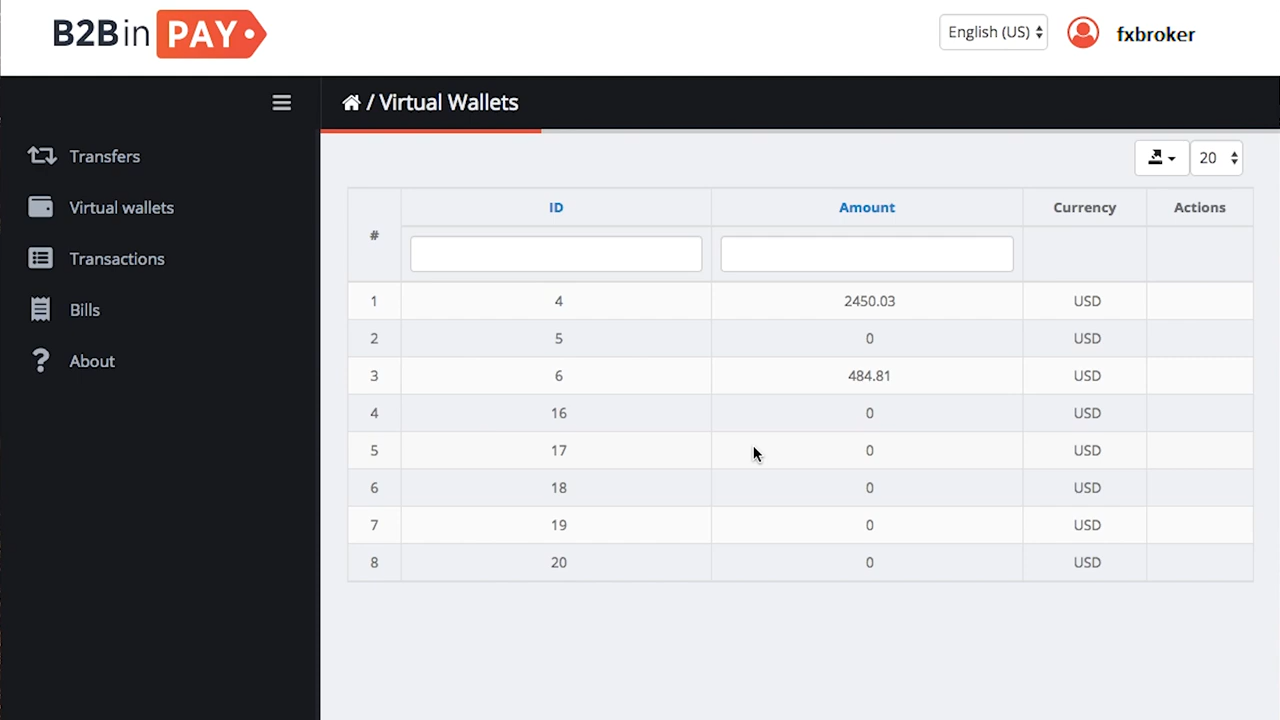 B2Bin PAY
English (US)
fxbroker
/ Virtual Wallets
Transfers
Virtual wallets
Transactions
Bills
? About
20
# ID Amount Currency Actions
1 4 2450.03 USD
2 5 0 USD
3 6 484.81 USD
4 16 0 USD
5 17 0 USD
6 18 0 USD
7 19 0 USD
8 20 0 USD